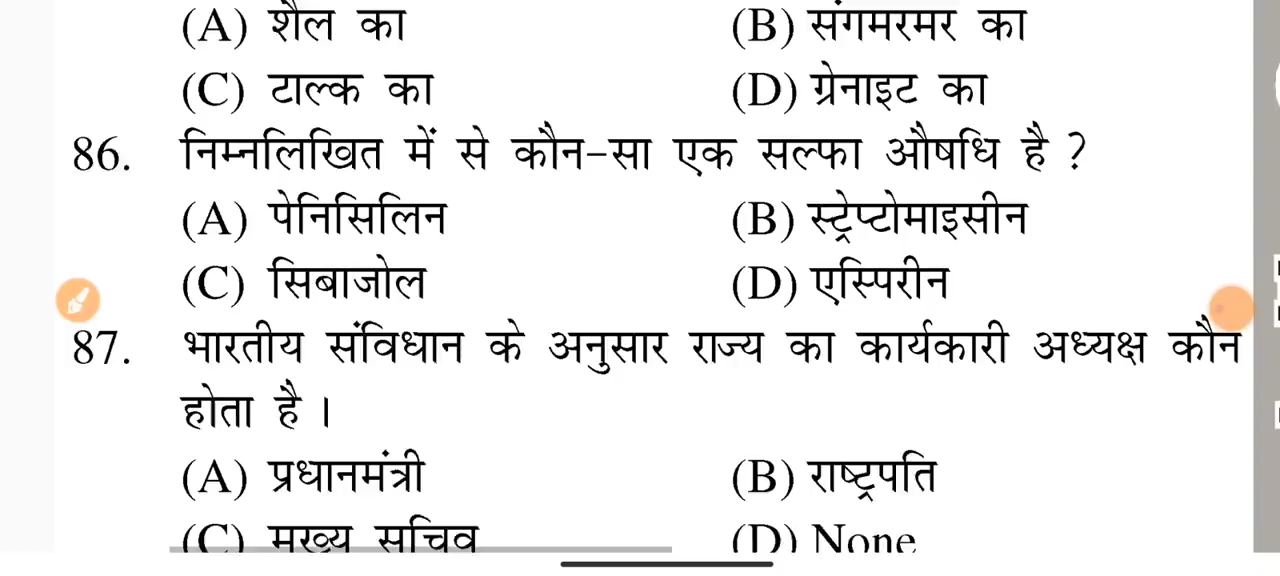 (A) शैल का (B) संगमरमर का
(C) टाल्क का (D) ग्रेनाइट का
86. निम्नलिखित में से कौन-सा एक सल्फा औषधि है ?
(A) पेनिसिलिन (B) स्ट्रेप्टोमाइसीन
(C) सिबाजोल (D) एस्पिरीन
87. भारतीय संविधान के अनुसार राज्य का कार्यकारी अध्यक्ष कौन
होता है ।
(A) प्रधानमंत्री (B) राष्ट्रपति
(C) मुख्य सचिव (D) None